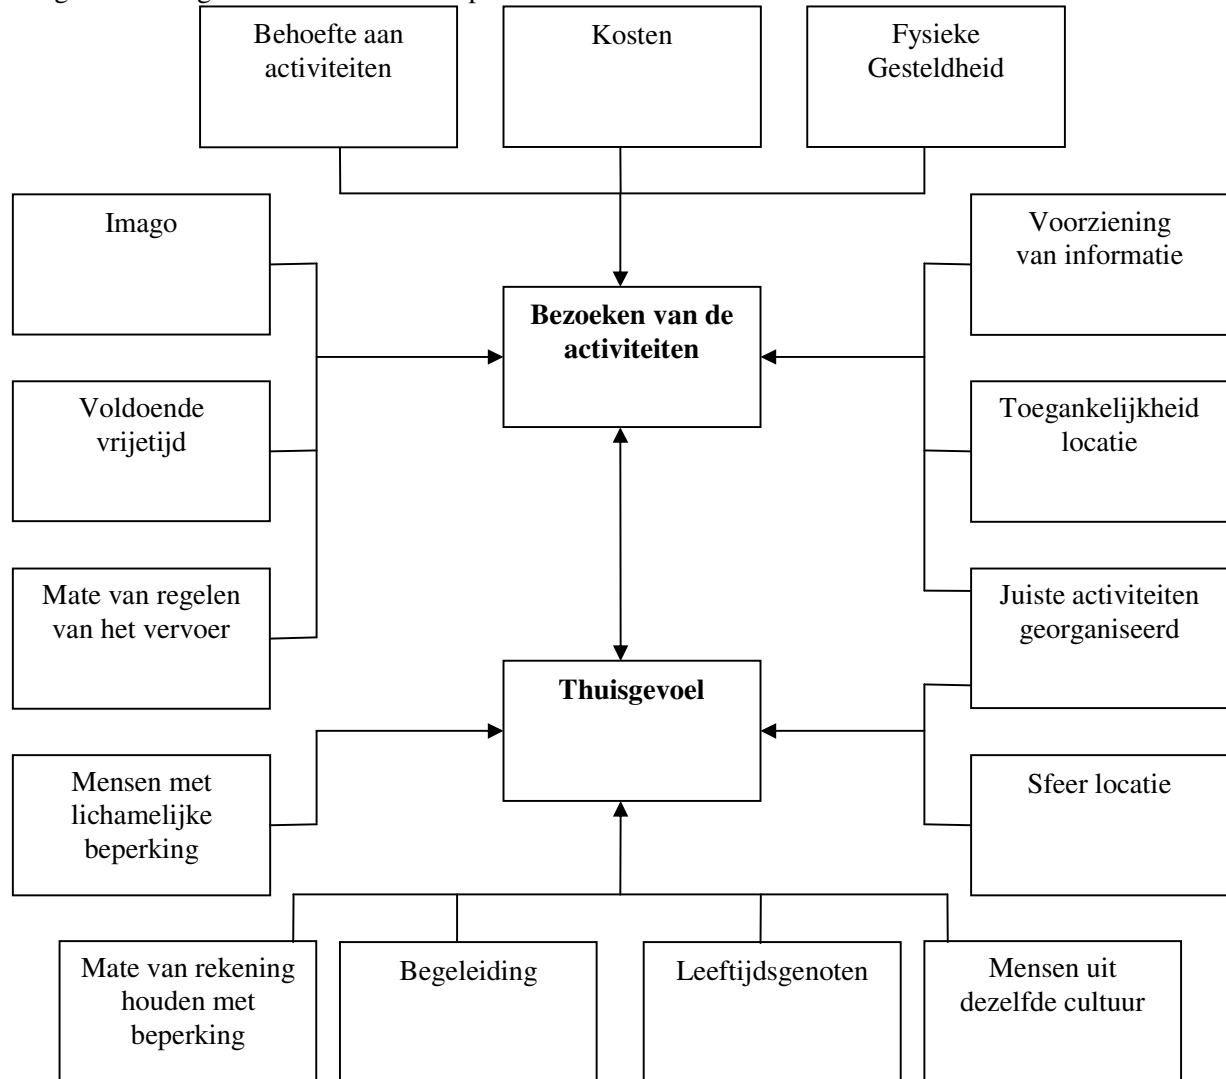 Behoefte aan
activiteiten
Kosten
Fysieke
Gesteldheid
Imago
Voorziening
van informatie
Bezoeken van de
activiteiten
Voldoende
vrijetijd
Toegankelijkheid
locatie
Mate van regelen
van het vervoer
Juiste activiteiten
georganiseerd
Thuisgevoel
Mensen met
lichamelijke
beperking
Sfeer locatie
Mate van rekening
houden met
beperking
Begeleiding
Leeftijdsgenoten
Mensen uit
dezelfde cultuur